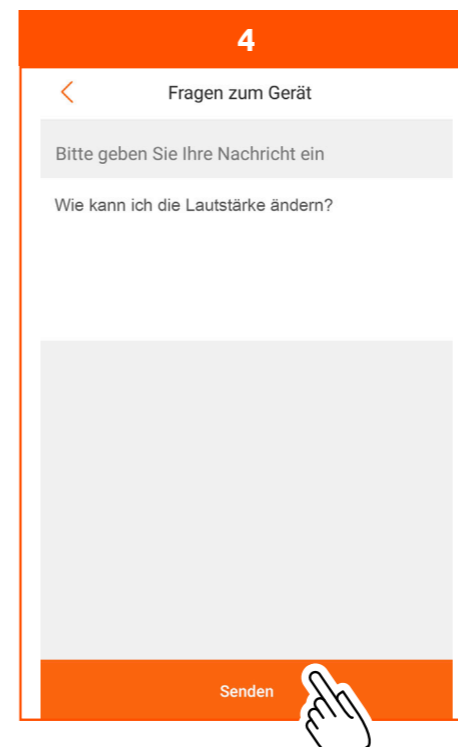 4
Fragen zum Gerät
Bitte geben Sie Ihre Nachricht ein
Wie kann ich die Lautstärke ändern?
Senden